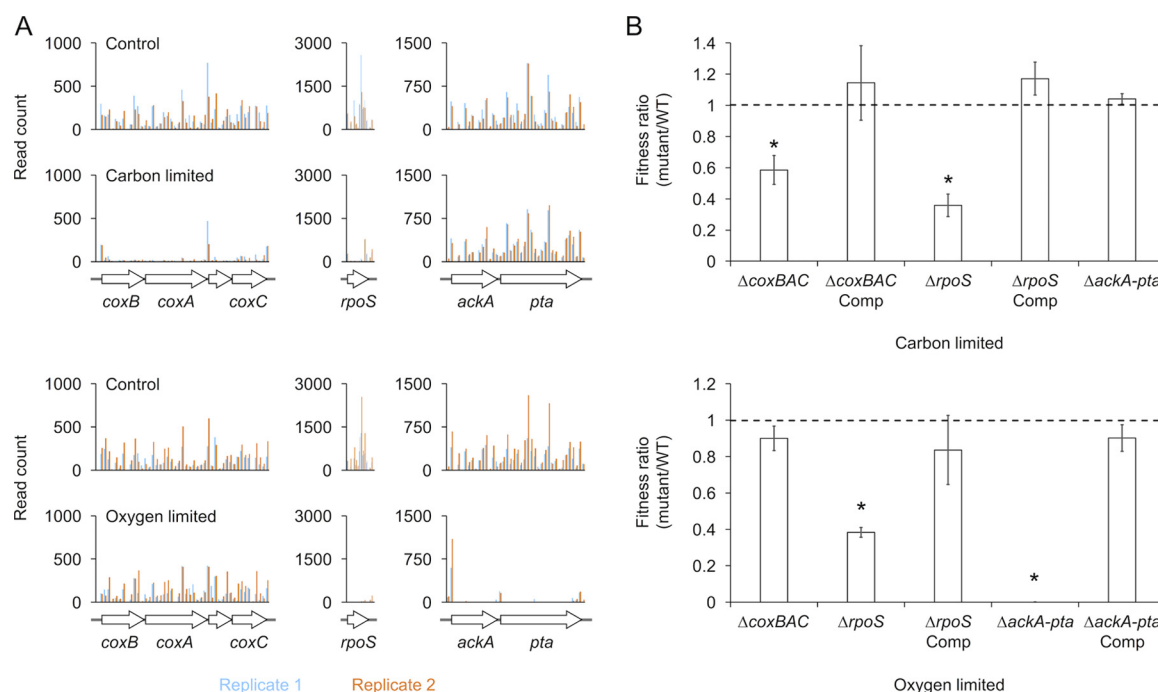 A
B
Read count
1000
500
0
Control
3000
1500
0
1500
750
0
1000
500
0
Carbon limited
3000
1500
0
1500
750
0
coxB coxA coxC rpoS ackA pta
Read count
1000
500
0
Control
3000
1500
0
1500
750
0
1000
500
0
Oxygen limited
3000
1500
0
1500
750
0
coxB coxA coxC rpoS ackA pta
Replicate 1 Replicate 2
Fitness ratio
(mutant/WT)
1.4
1.2
1
0.8
0.6
0.4
0.2
0
*
*
ΔcoxBAC
ΔcoxBAC
Comp
ΔrpoS
ΔrpoS
Comp
ΔackA-pta
Carbon limited
Fitness ratio
(mutant/WT)
1.2
1
0.8
0.6
0.4
0.2
0
*
*
ΔcoxBAC
ΔrpoS
ΔrpoS
Comp
ΔackA-pta
ΔackA-pta
Comp
Oxygen limited